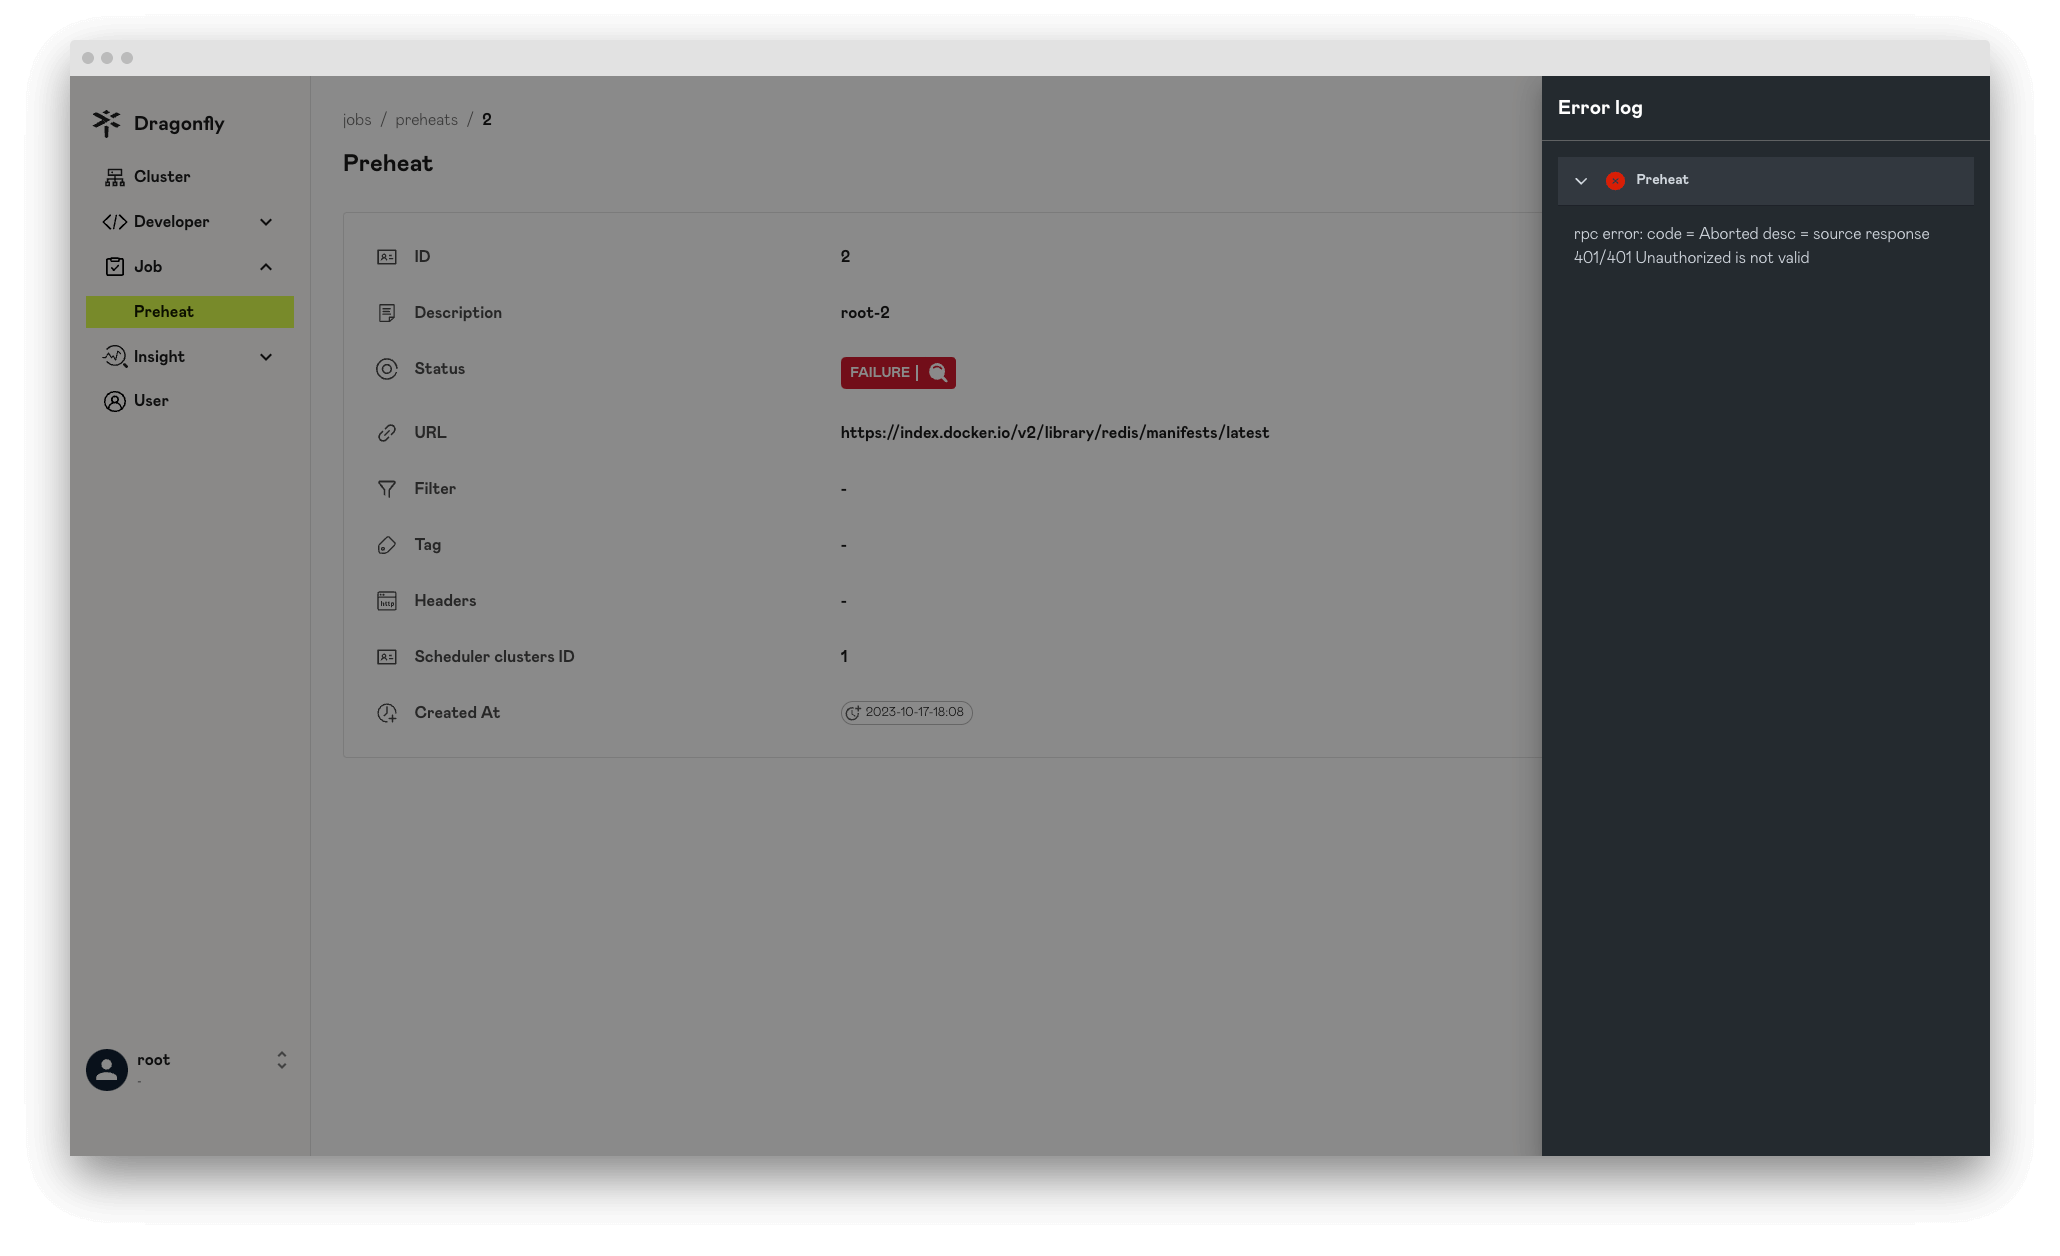 Dragonfly
Cluster
Developer
Job
Preheat
Insight
User
root
-
jobs / preheats / 2
Preheat
ID 2
Description root-2
Status FAILURE |
URL https://index.docker.io/v2/library/redis/manifests/latest
Filter -
Tag -
http
Headers -
Scheduler clusters ID 1
Created At 2023-10-17-18:08
Error log
Preheat
rpc error: code = Aborted desc = source response
401/401 Unauthorized is not valid